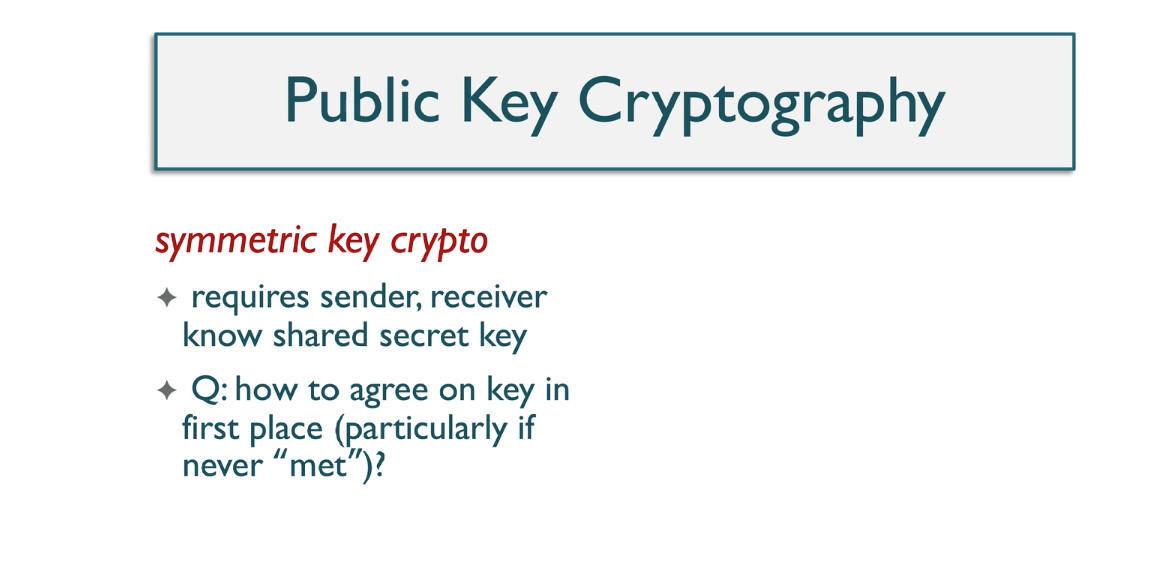 Public Key Cryptography
symmetric key crypto
✦ requires sender, receiver
know shared secret key
✦ Q: how to agree on key in
first place (particularly if
never “met”)?